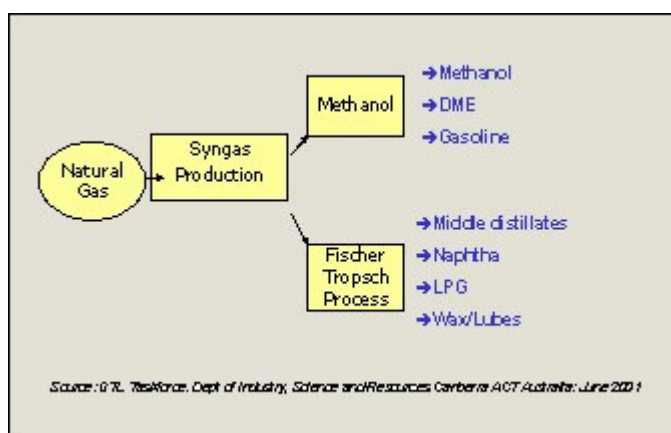 Natural
Gas
Syngas
Production
Methanol
→Methanol
→DME
→Gasoline
Fischer
Tropsch
Process
→Middle distillates
→Naphtha
→LPG
→Wax/Lubes
Source: GTL Taskforce. Dept of Industry, Science and Resources. Canberra ACT Australia: June 2001